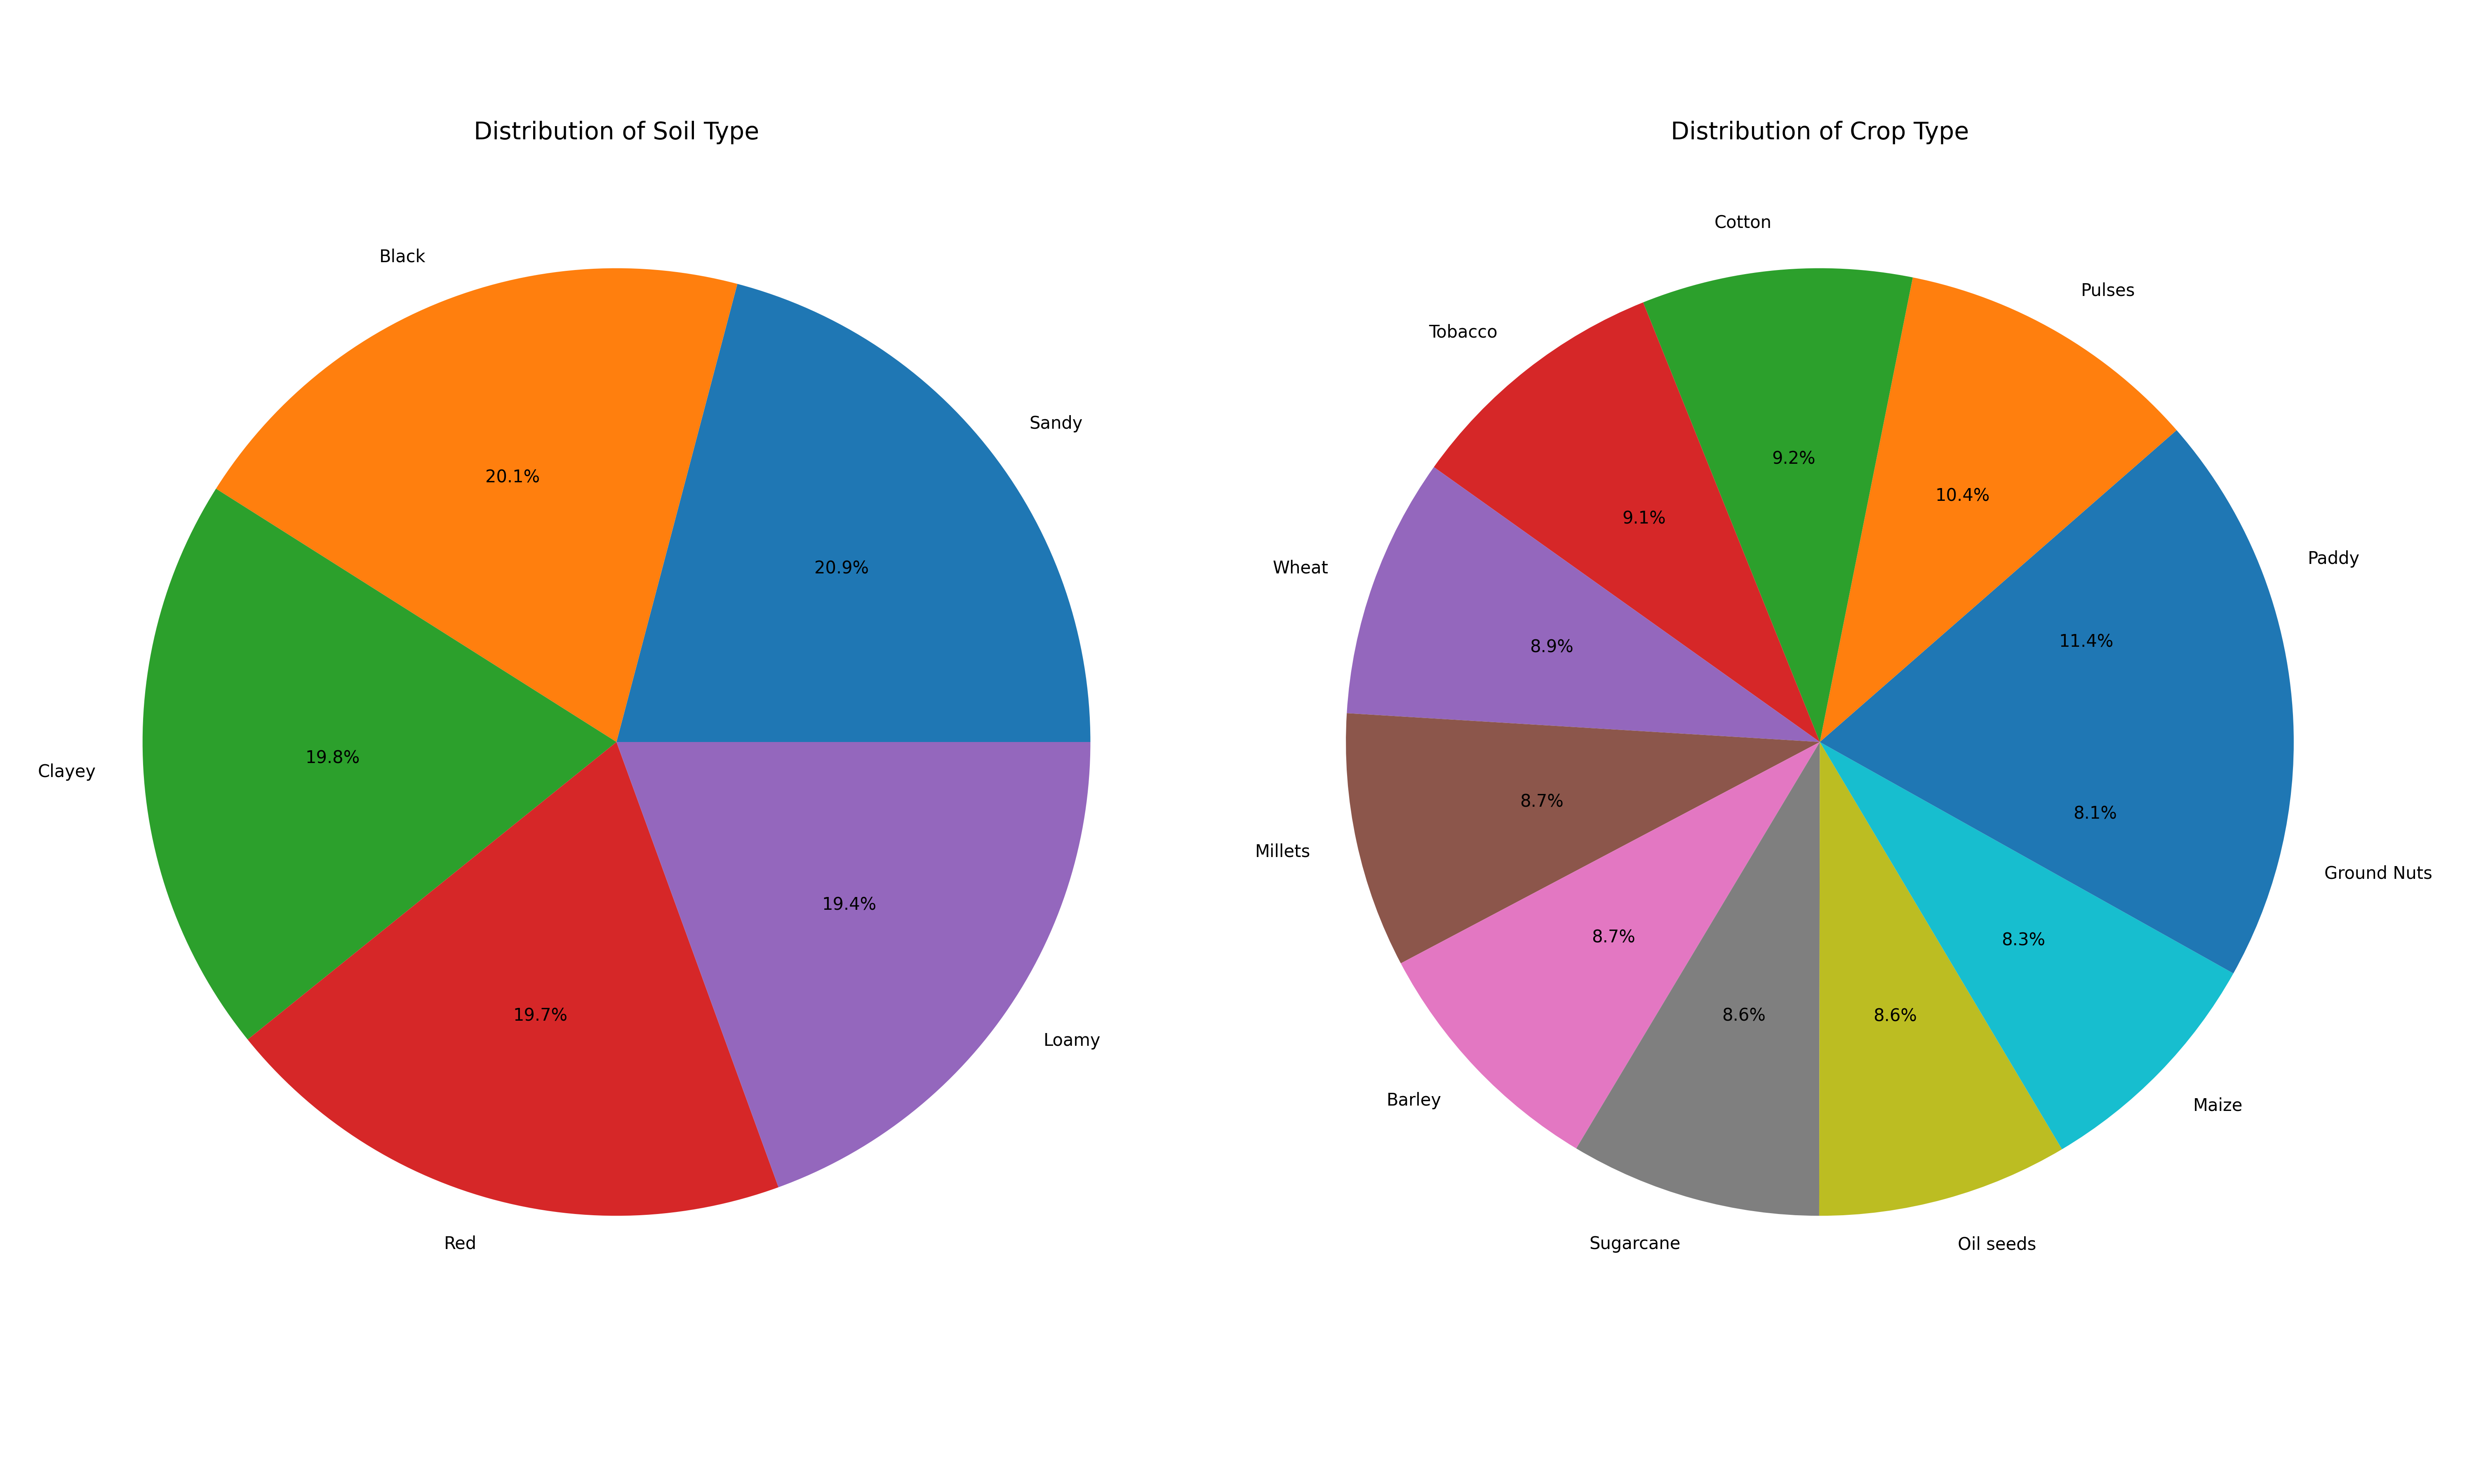 Distribution of Soil Type
Black
Sandy
20.1%
20.9%
Clayey
19.8%
19.4%
19.7%
Loamy
Red
Distribution of Crop Type
Cotton
Pulses
Tobacco
9.2%
10.4%
9.1%
Paddy
Wheat
11.4%
8.9%
8.7%
8.1%
Millets
Ground Nuts
8.7%
8.3%
8.6%
8.6%
Barley
Maize
Sugarcane
Oil seeds